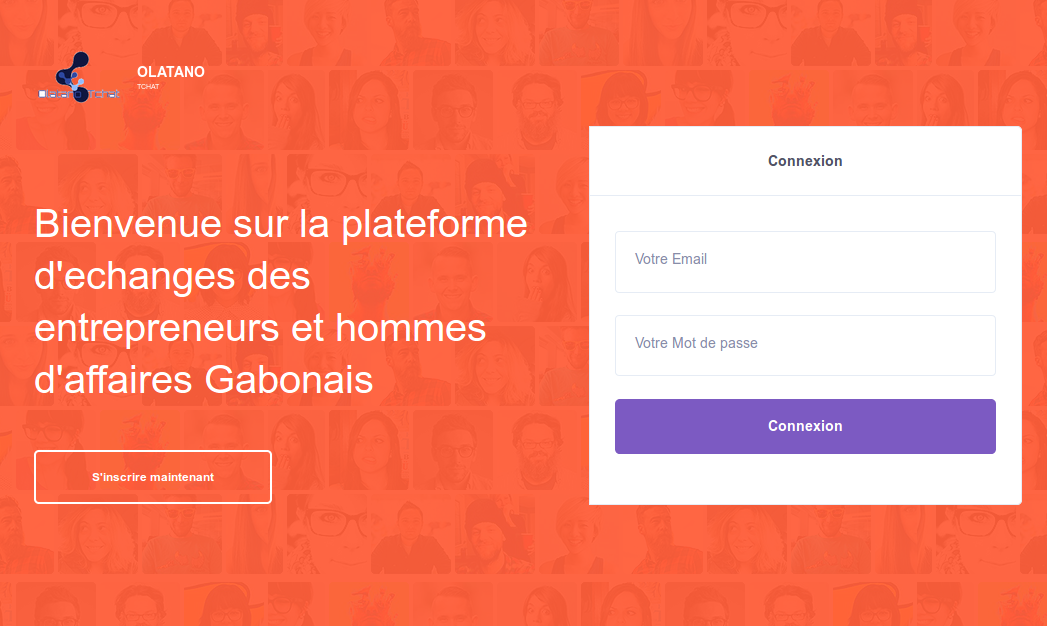 OLATANO
TCHAT
Bienvenue sur la plateforme
d'echanges des
entrepreneurs et hommes
d'affaires Gabonais
S'inscrire maintenant
Connexion
Votre Email
Votre Mot de passe
Connexion